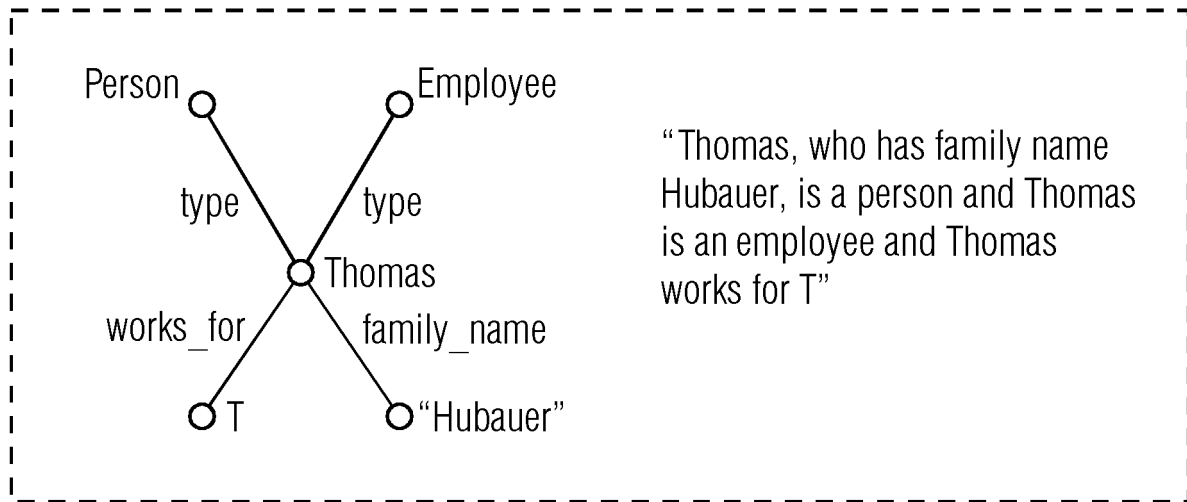 Person
Employee
type
type
Thomas
works_for
family_name
T
“Hubauer”
“Thomas, who has family name
Hubauer, is a person and Thomas
is an employee and Thomas
works for T”